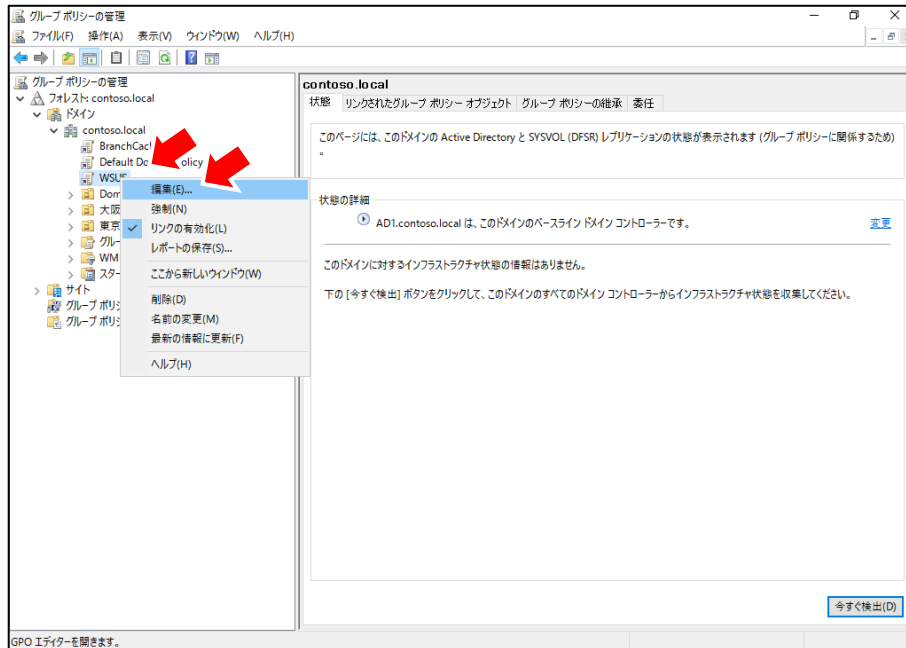 グループ ポリシーの管理
ファイル(F) 操作(A) 表示(V) ウィンドウ(W) ヘルプ(H)
グループ ポリシーの管理
フォレスト: contoso.local
ドメイン
contoso.local
BranchCac
Default Do olicy
WSUS
Dom
大阪
東京
グルー
WM
スター
サイト
グループ ポリシ
グループ ポリシ
編集(E)...
強制(N)
リンクの有効化(L)
レポートの保存(S)...
ここから新しいウィンドウ(W)
削除(D)
名前の変更(M)
最新の情報に更新(F)
ヘルプ(H)
contoso.local
状態 リンクされたグループ ポリシー オブジェクト グループ ポリシーの継承 委任
このページには、このドメインの Active Directory と SYSVOL (DFSR) レプリケーションの状態が表示されます (グループ ポリシーに関係するため)
。
状態の詳細
AD1.contoso.local は、このドメインのベースライン ドメイン コントローラーです。 変更
このドメインに対するインフラストラクチャ状態の情報はありません。
下の [今すぐ検出] ボタンをクリックして、このドメインのすべてのドメイン コントローラーからインフラストラクチャ状態を収集してください。
今すぐ検出(D)
GPO エディターを開きます。